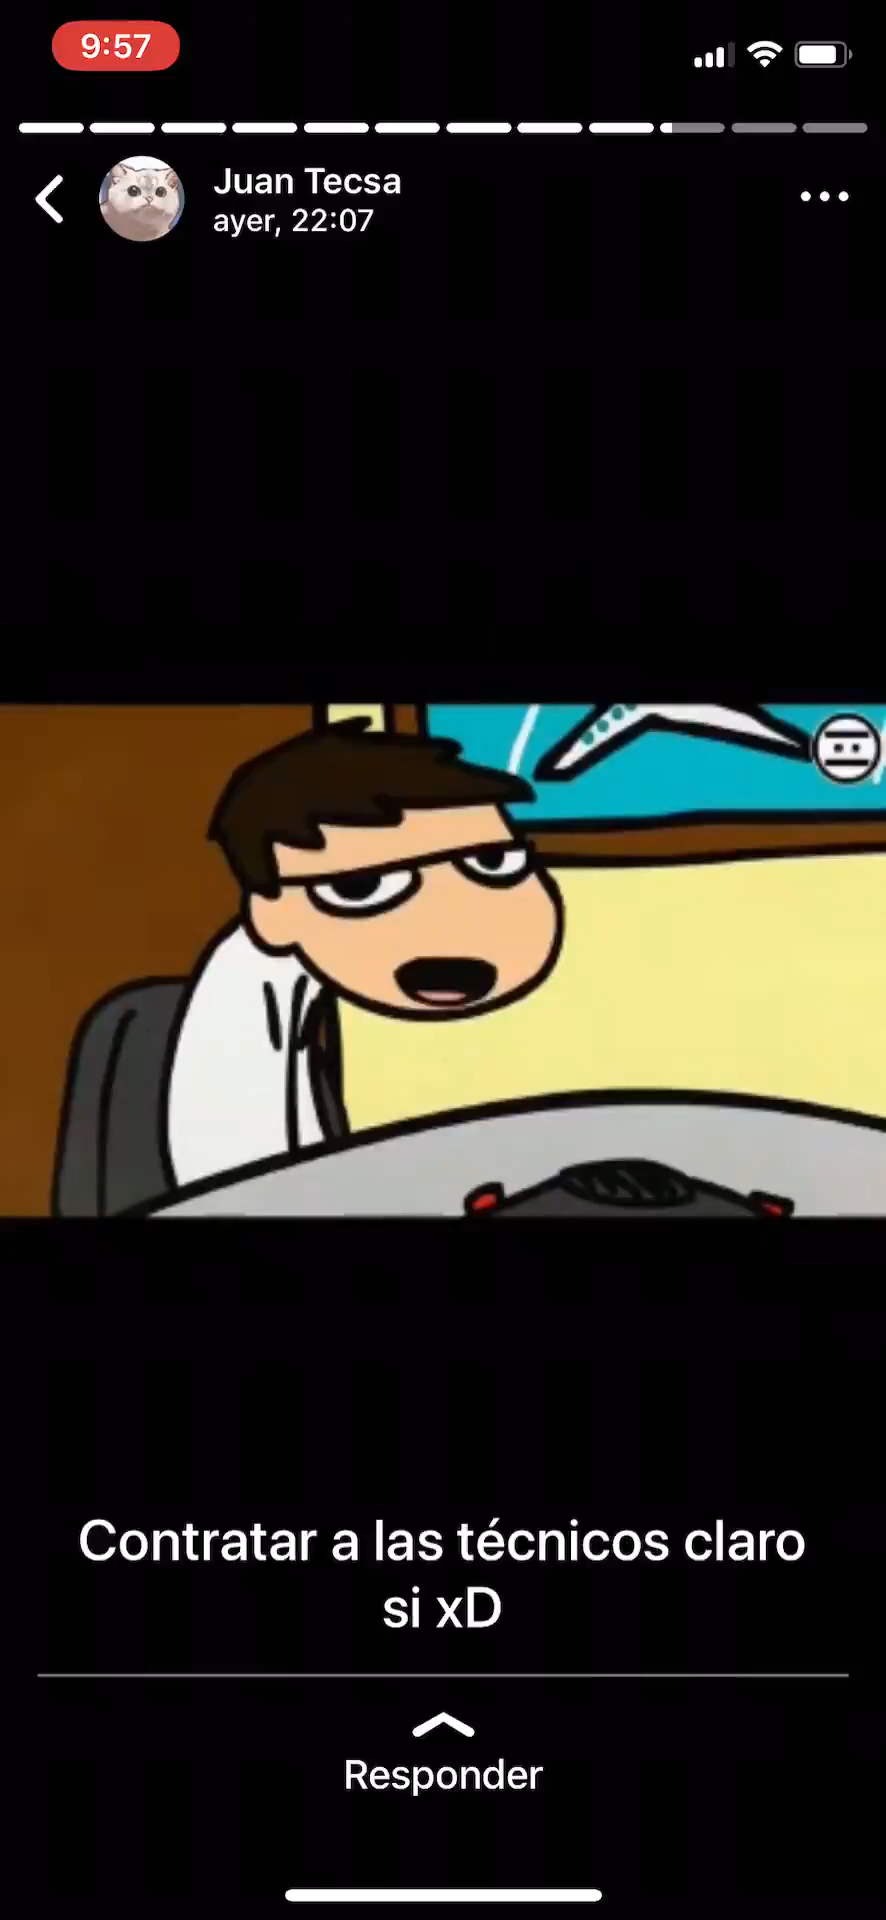 9:57
Juan Tecsa
ayer, 22:07
Contratar a las técnicos claro
si xD
Responder